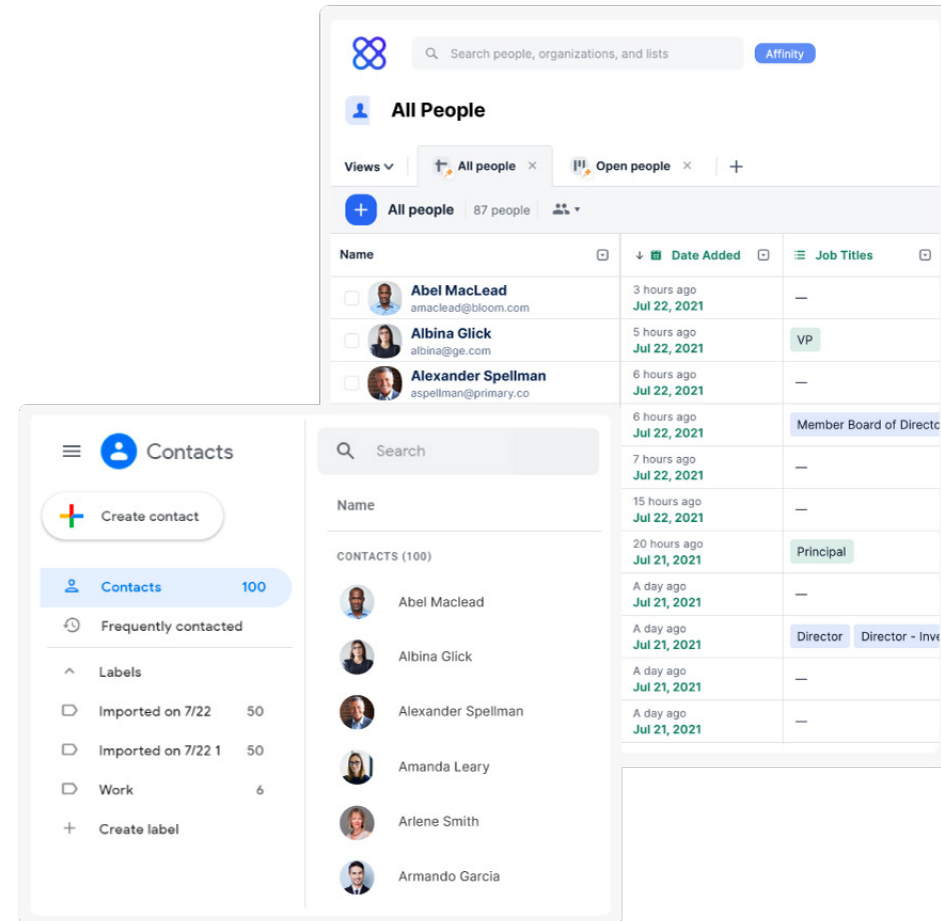 Search people, organizations, and lists
Affinity
All People
Views
All people
Open people
All people
87 people
Name
Date Added
Job Titles
Abel MacLead
amaclead@bloom.com
3 hours ago
Jul 22, 2021
—
Albina Glick
albina@ge.com
5 hours ago
Jul 22, 2021
VP
Alexander Spellman
aspellman@primary.co
6 hours ago
Jul 22, 2021
—
6 hours ago
Jul 22, 2021
Member Board of Directo
7 hours ago
Jul 22, 2021
—
15 hours ago
Jul 22, 2021
—
20 hours ago
Jul 21, 2021
Principal
A day ago
Jul 21, 2021
—
A day ago
Jul 21, 2021
Director
Director - Inve
A day ago
Jul 21, 2021
—
A day ago
Jul 21, 2021
—
Contacts
Create contact
Contacts 100
Frequently contacted
Labels
Imported on 7/22 50
Imported on 7/22 1 50
Work 6
Create label
Search
Name
CONTACTS (100)
Abel Maclead
Albina Glick
Alexander Spellman
Amanda Leary
Arlene Smith
Armando Garcia